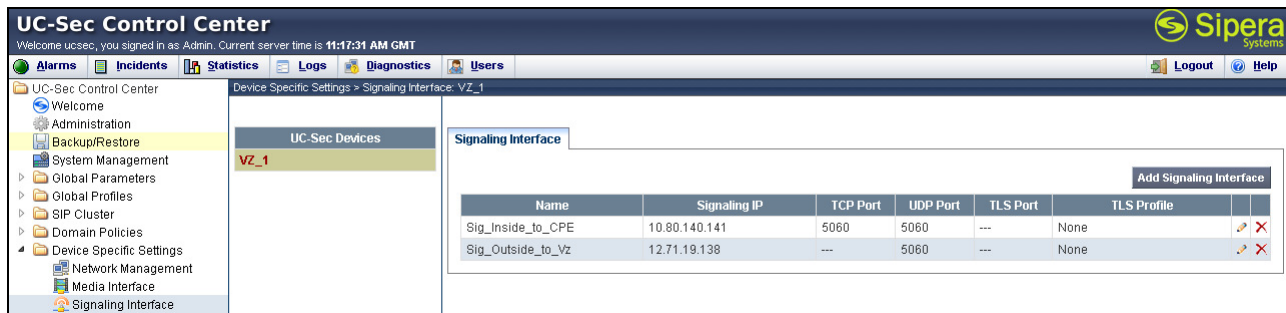 UC-Sec Control Center
Welcome ucsec, you signed in as Admin. Current server time is 11:17:31 AM GMT
Sipera
Systems
Alarms Incidents Statistics Logs Diagnostics Users Logout Help
UC-Sec Control Center
Welcome
Administration
Backup/Restore
System Management
Global Parameters
Global Profiles
SIP Cluster
Domain Policies
Device Specific Settings
Network Management
Media Interface
Signaling Interface
Device Specific Settings > Signaling Interface: VZ_1
UC-Sec Devices
VZ_1
Signaling Interface
Add Signaling Interface
Name Signaling IP TCP Port UDP Port TLS Port TLS Profile
Sig_Inside_to_CPE 10.80.140.141 5060 5060 --- None
Sig_Outside_to_Vz 12.71.19.138 --- 5060 --- None